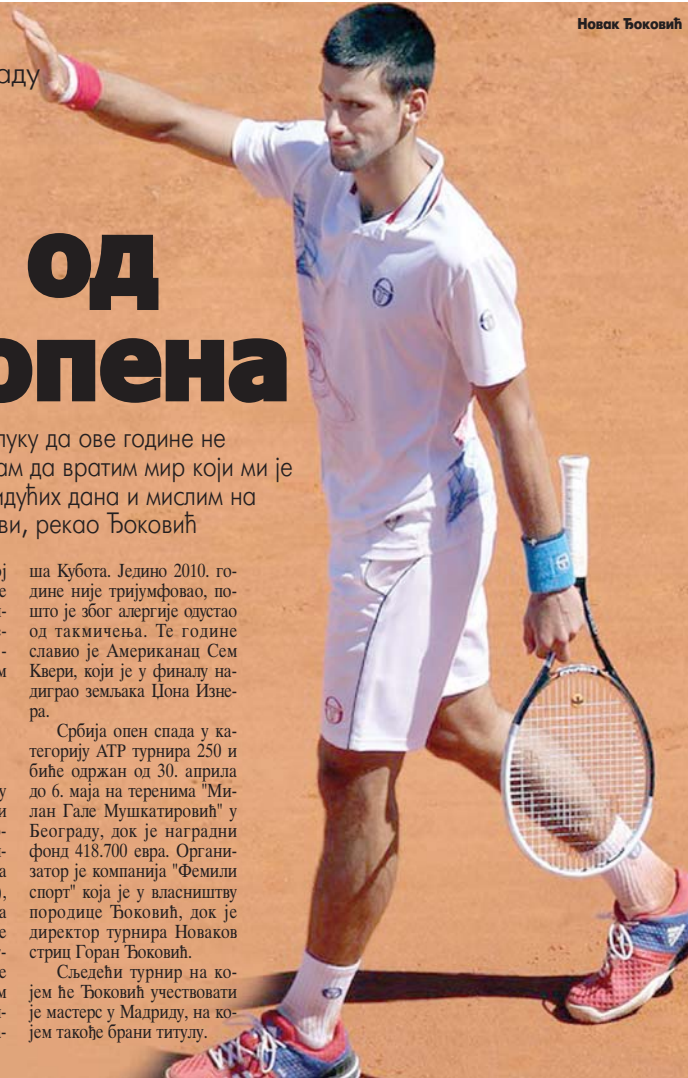 Новак Ђоковић
аду
од
опена
луку да ове године не
ам да вратим мир који ми је
идућих дана и мислим на
ви, рекао Ђоковић
ој
е
и-
е-
-
м
у
и
о-
и-
а
),
а
е
т-
е
м
и-
а-
ша Кубота. Једино 2010. го-
дине није тријумфовао, по-
што је због алергије одустао
од такмичења. Те године
славио је Американац Сем
Квери, који је у финалу на-
диграо земљака Џона Изне-
ра.
Србија опен спада у ка-
тегорију АТР турнира 250 и
биће одржан од 30. априла
до 6. маја на теренима "Ми-
лан Гале Мушкатировић" у
Београду, док је наградни
фонд 418.700 евра. Органи-
затор је компанија "Фемили
спорт" која је у власништву
породице Ђоковић, док је
директор турнира Новаков
стриц Горан Ђоковић.
Сљедећи турнир на ко-
јем ће Ђоковић учествовати
је мастерс у Мадриду, на ко-
јем такође брани титулу.